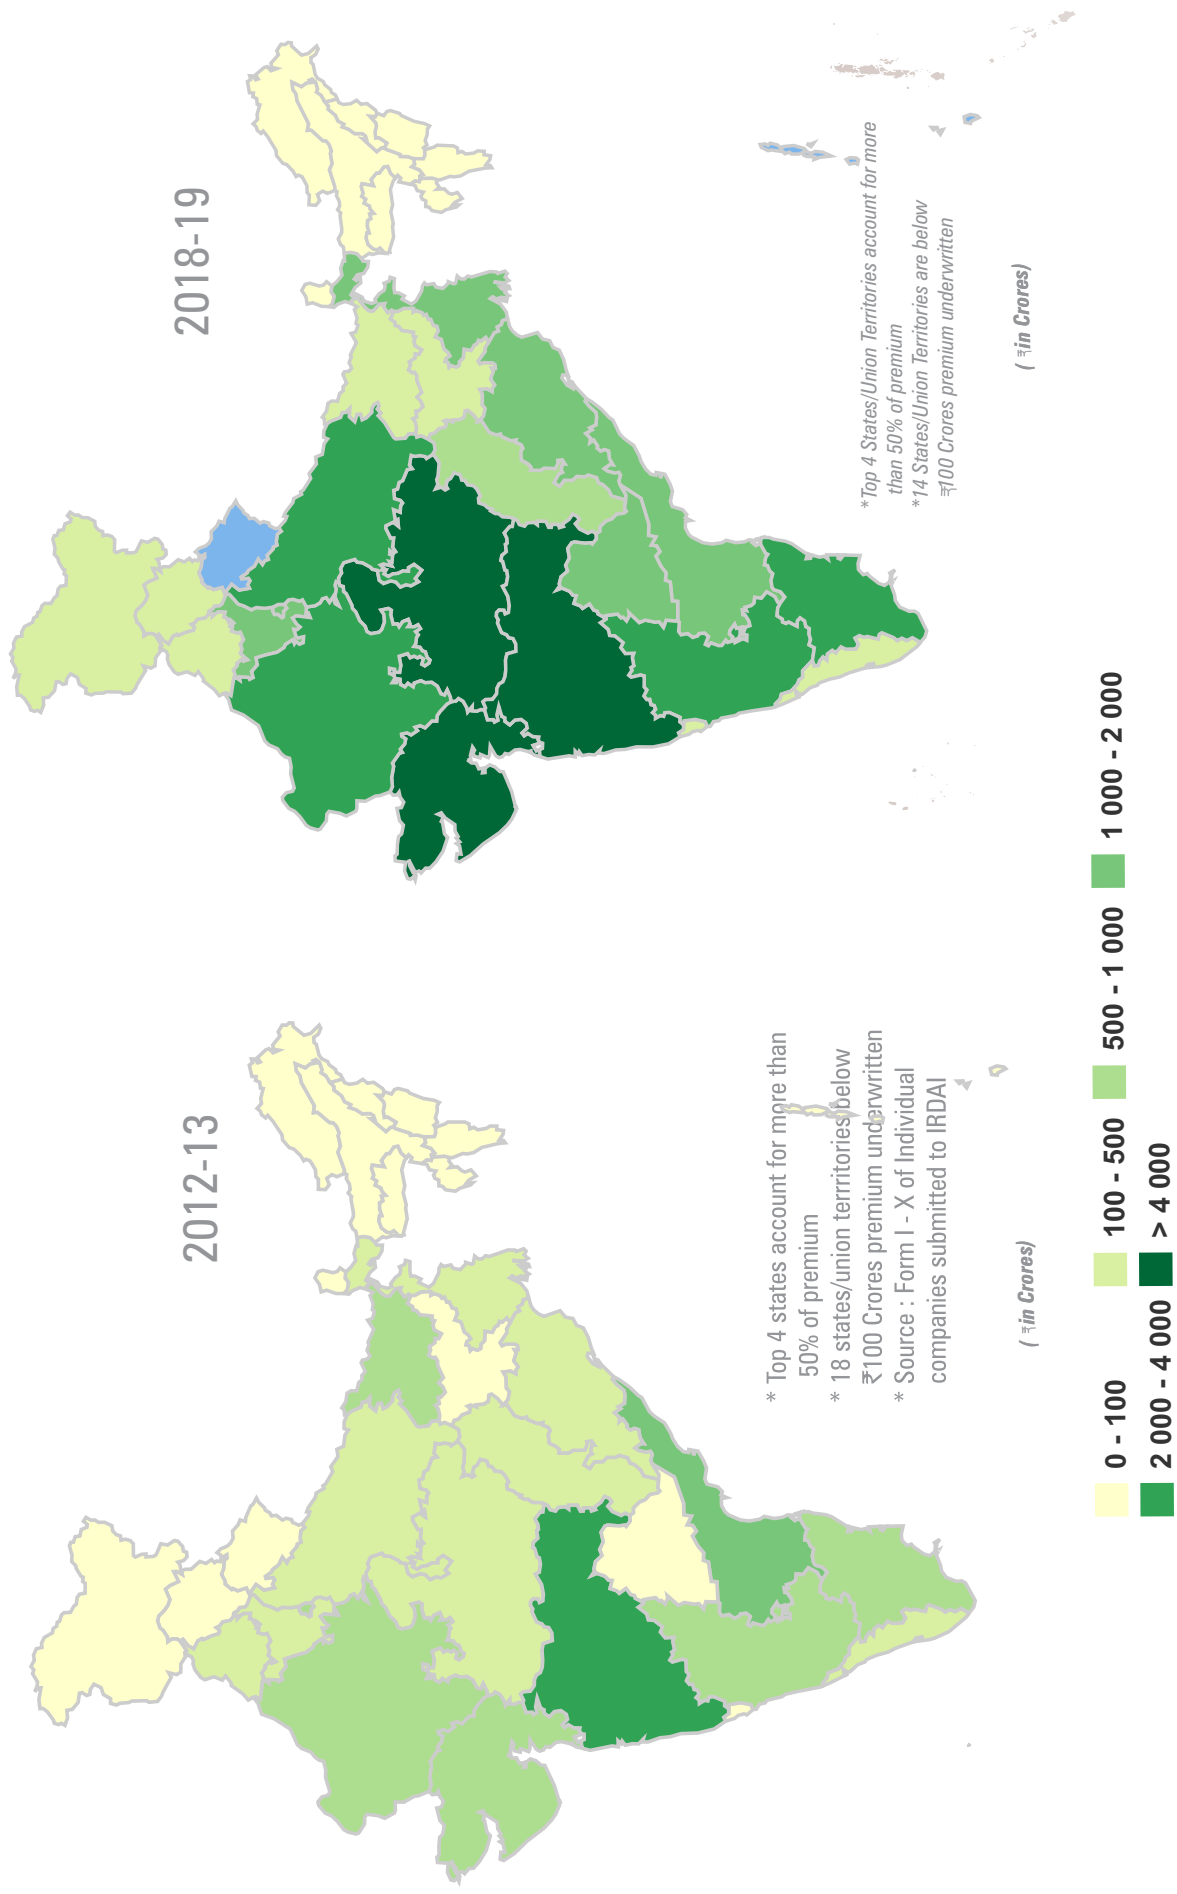 2012-13
* Top 4 states account for more than
50% of premium
* 18 states/union terrritories below
₹100 Crores premium underwritten
* Source : Form I - X of Individual
companies submitted to IRDAI
( ₹ in Crores)
2018-19
*Top 4 States/Union Territories account for more
than 50% of premium
*14 States/Union Territories are below
₹100 Crores premium underwritten
( ₹ in Crores)
0 - 100
100 - 500
500 - 1 000
1 000 - 2 000
2 000 - 4 000
> 4 000